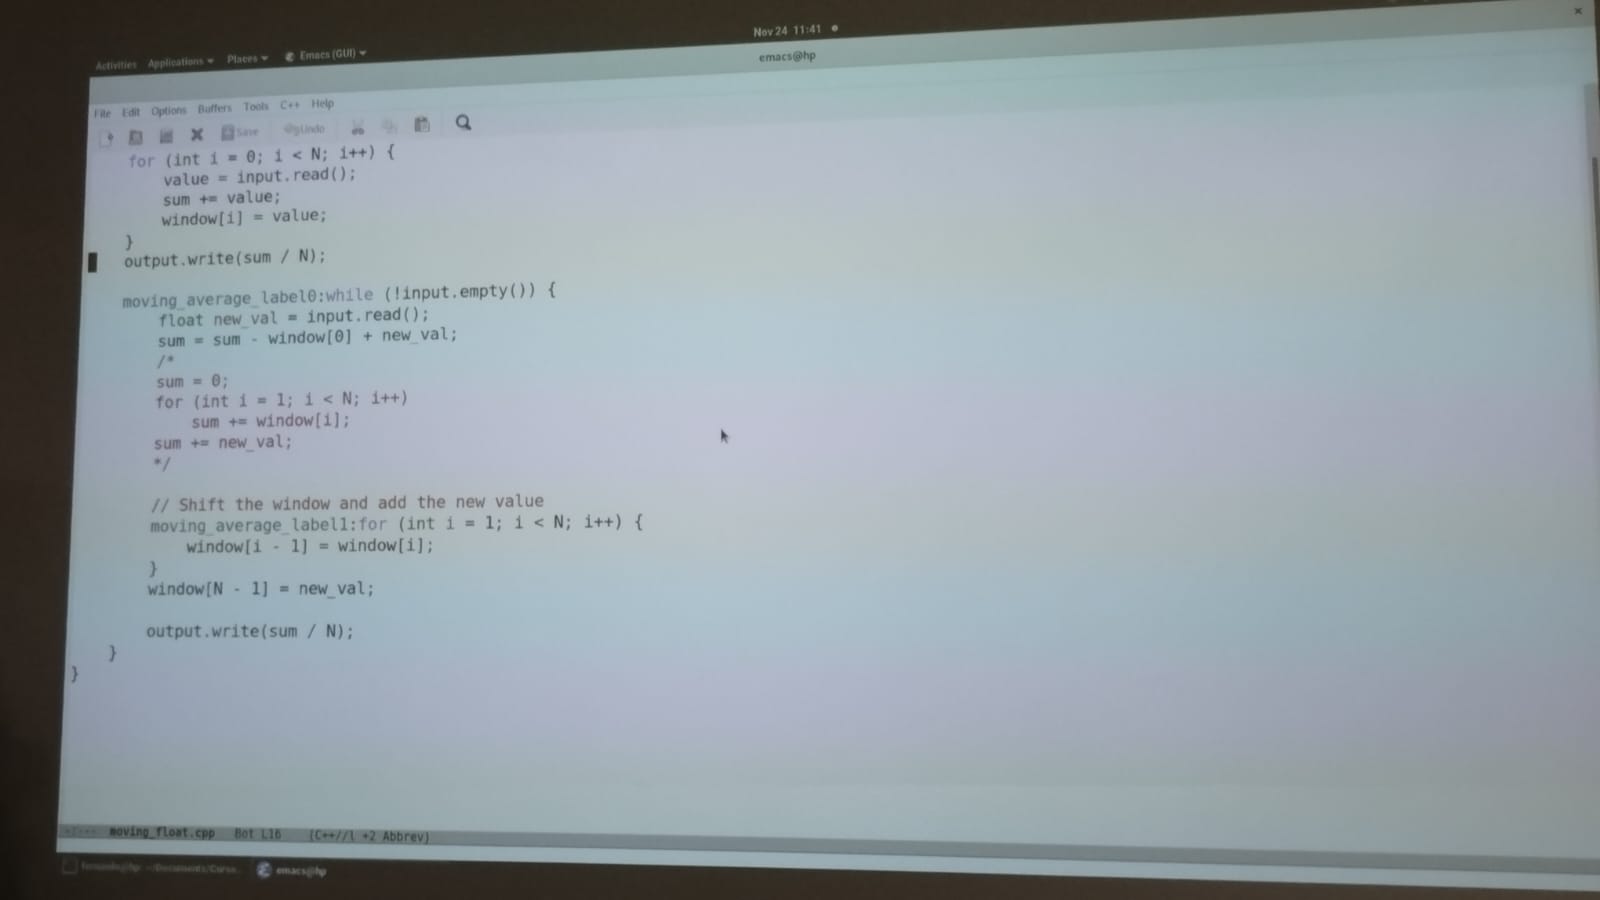 Nov 24 11:41
Activities Applications Places Emacs (GUI)
emacs@hp
File Edit Options Buffers Tools C++ Help
Save Undo
for (int i = 0; i < N; i++) {
value = input.read();
sum += value;
window[i] = value;
}
output.write(sum / N);
moving_average_label0:while (!input.empty()) {
float new_val = input.read();
sum = sum - window[0] + new_val;
/*
sum = 0;
for (int i = 1; i < N; i++)
sum += window[i];
sum += new_val;
*/
// Shift the window and add the new value
moving_average_label1:for (int i = 1; i < N; i++) {
window[i - 1] = window[i];
}
window[N - 1] = new_val;
output.write(sum / N);
}
}
moving_float.cpp Bot L16 (C++//l +2 Abbrev)
emacs@hp